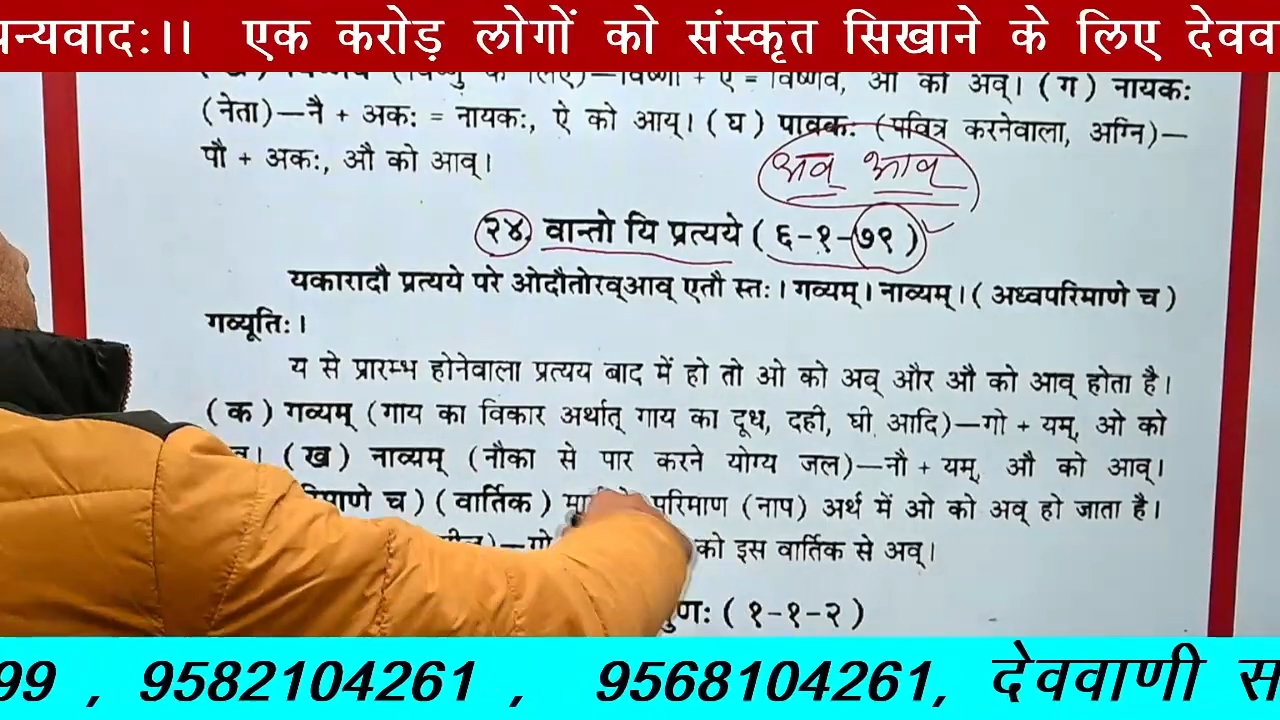 न्यवादः।। एक करोड़ लोगों को संस्कृत सिखाने के लिए देवव
(विष्णु के लिए)—विष्णो + ए = विष्णवे, ओ को अव्। (ग) नायकः
(नेता)—नै + अकः = नायकः, ऐ को आय्। (घ) पावकः (पवित्र करनेवाला, अग्नि)—
पौ + अकः, औ को आव्।
अव् आव्
२४. वान्तो यि प्रत्यये (६-१-७९)
यकारादौ प्रत्यये परे ओदौतोरव्आव् एतौ स्तः। गव्यम्। नाव्यम्। (अध्वपरिमाणे च)
गव्यूतिः।
य से प्रारम्भ होनेवाला प्रत्यय बाद में हो तो ओ को अव् और औ को आव् होता है।
(क) गव्यम् (गाय का विकार अर्थात् गाय का दूध, दही, घी आदि)—गो + यम्, ओ को
(ख) नाव्यम् (नौका से पार करने योग्य जल)—नौ + यम्, औ को आव्।
च) (वार्तिक) परिमाण (नाप) अर्थ में ओ को अव् हो जाता है।
को इस वार्तिक से अव्।
(१-१-२)
99 , 9582104261 , 9568104261, देववाणी स